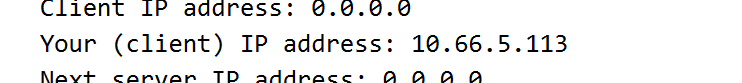 Client IP address: 0.0.0.0
Your (client) IP address: 10.66.5.113
Next server IP address: 0.0.0.0